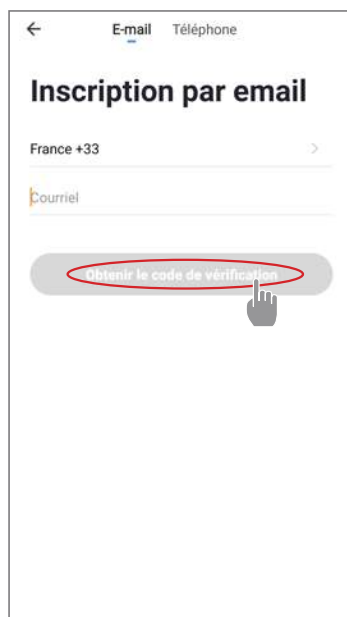 E-mail Téléphone
Inscription par email
France +33
Courriel
Obtenir le code de vérification